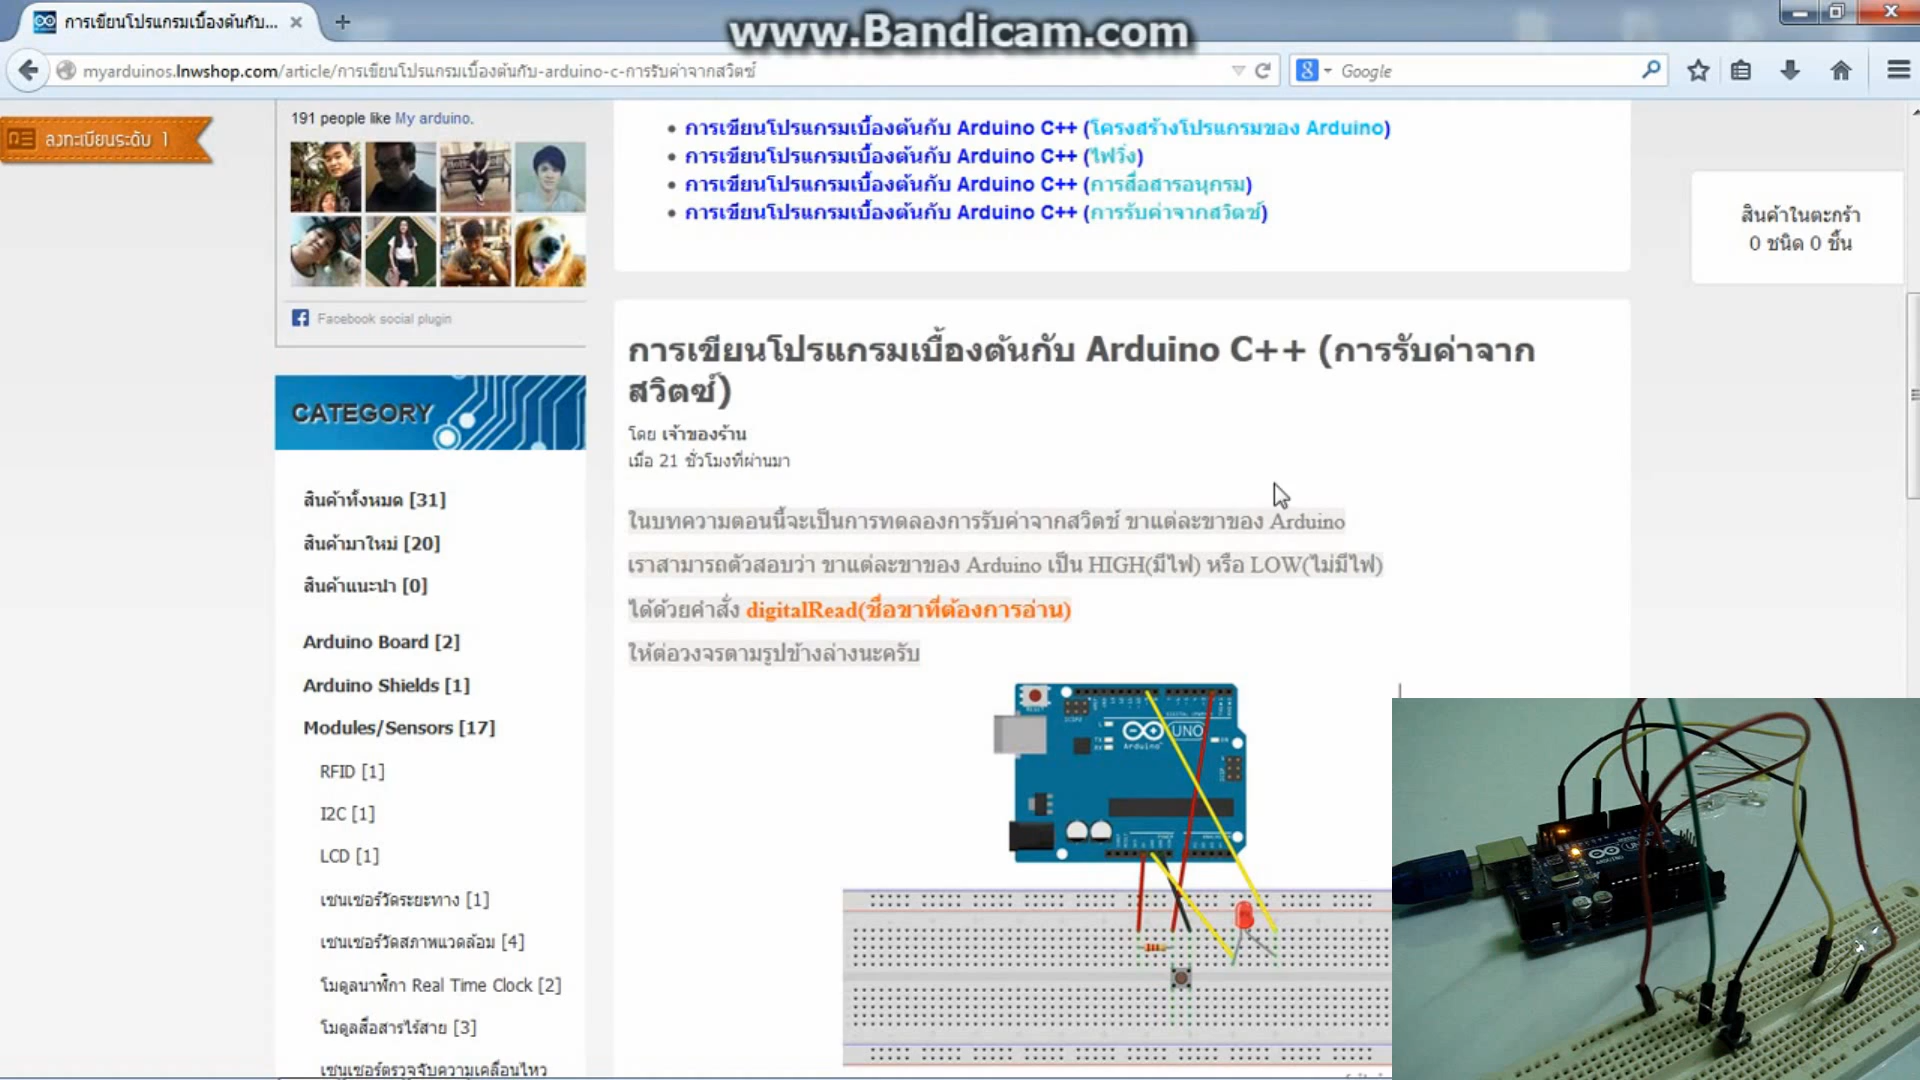 การเขียนโปรแกรมเบื้องต้นกับ...
www.Bandicam.com
myarduinos.lnwshop.com/article/การเขียนโปรแกรมเบื้องต้นกับ-arduino-c-การรับค่าจากสวิตช์
Google
ลงทะเบียนระดับ 1
191 people like My arduino.
Facebook social plugin
การเขียนโปรแกรมเบื้องต้นกับ Arduino C++ (โครงสร้างโปรแกรมของ Arduino)
การเขียนโปรแกรมเบื้องต้นกับ Arduino C++ (ไฟวิ่ง)
การเขียนโปรแกรมเบื้องต้นกับ Arduino C++ (การสื่อสารอนุกรม)
การเขียนโปรแกรมเบื้องต้นกับ Arduino C++ (การรับค่าจากสวิตช์)
สินค้าในตะกร้า
0 ชนิด 0 ชิ้น
การเขียนโปรแกรมเบื้องต้นกับ Arduino C++ (การรับค่าจาก
สวิตช์)
โดย เจ้าของร้าน
เมื่อ 21 ชั่วโมงที่ผ่านมา
ในบทความตอนนี้จะเป็นการทดลองการรับค่าจากสวิตช์ ขาแต่ละขาของ Arduino
เราสามารถตัวสอบว่า ขาแต่ละขาของ Arduino เป็น HIGH(มีไฟ) หรือ LOW(ไม่มีไฟ)
ได้ด้วยคำสั่ง digitalRead(ชื่อขาที่ต้องการอ่าน)
ให้ต่อวงจรตามรูปข้างล่างนะครับ
CATEGORY
สินค้าทั้งหมด [31]
สินค้ามาใหม่ [20]
สินค้าแนะนำ [0]
Arduino Board [2]
Arduino Shields [1]
Modules/Sensors [17]
RFID [1]
I2C [1]
LCD [1]
เซนเซอร์วัดระยะทาง [1]
เซนเซอร์วัดสภาพแวดล้อม [4]
โมดูลนาฬิกา Real Time Clock [2]
โมดูลสื่อสารไร้สาย [3]
เซนเซอร์ตรวจจับความเคลื่อนไหว
UNO
Arduino